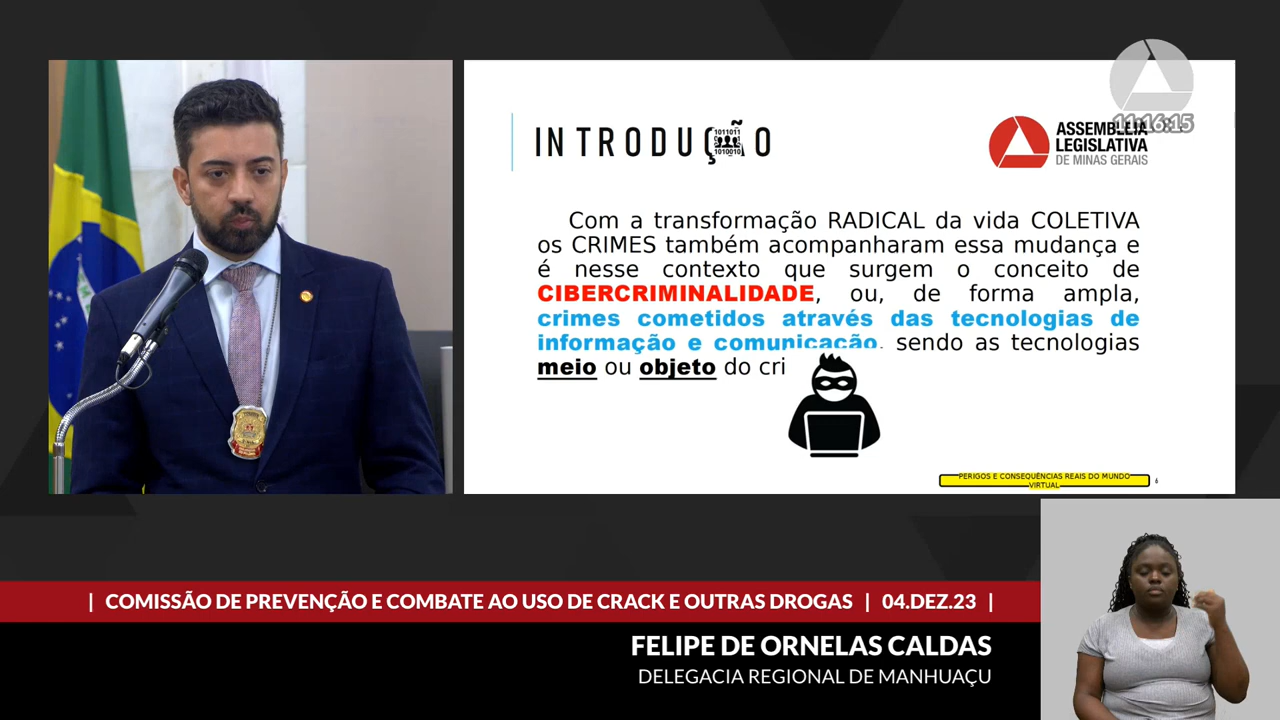 11:16:15
INTRODUÇÃO
1011011
1010010
ASSEMBLEIA
LEGISLATIVA
DE MINAS GERAIS
Com a transformação RADICAL da vida COLETIVA
os CRIMES também acompanharam essa mudança e
é nesse contexto que surgem o conceito de
CIBERCRIMINALIDADE, ou, de forma ampla,
crimes cometidos através das tecnologias de
informação e comunicação, sendo as tecnologias
meio ou objeto do cri
PERIGOS E CONSEQUÊNCIAS REAIS DO MUNDO
VIRTUAL
6
| COMISSÃO DE PREVENÇÃO E COMBATE AO USO DE CRACK E OUTRAS DROGAS | 04.DEZ.23 |
FELIPE DE ORNELAS CALDAS
DELEGACIA REGIONAL DE MANHUAÇU